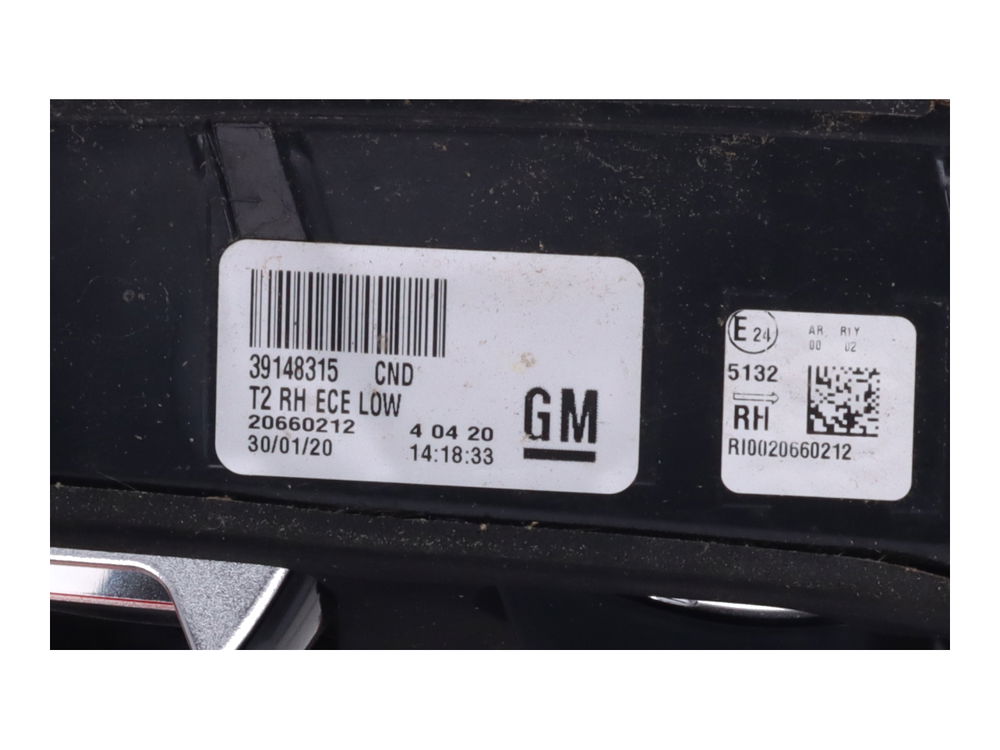 39148315 CND
T2 RH ECE LOW
20660212
30/01/20
4 04 20
14:18:33
GM
E 24
AR R1Y
00 02
5132
RH
RI0020660212